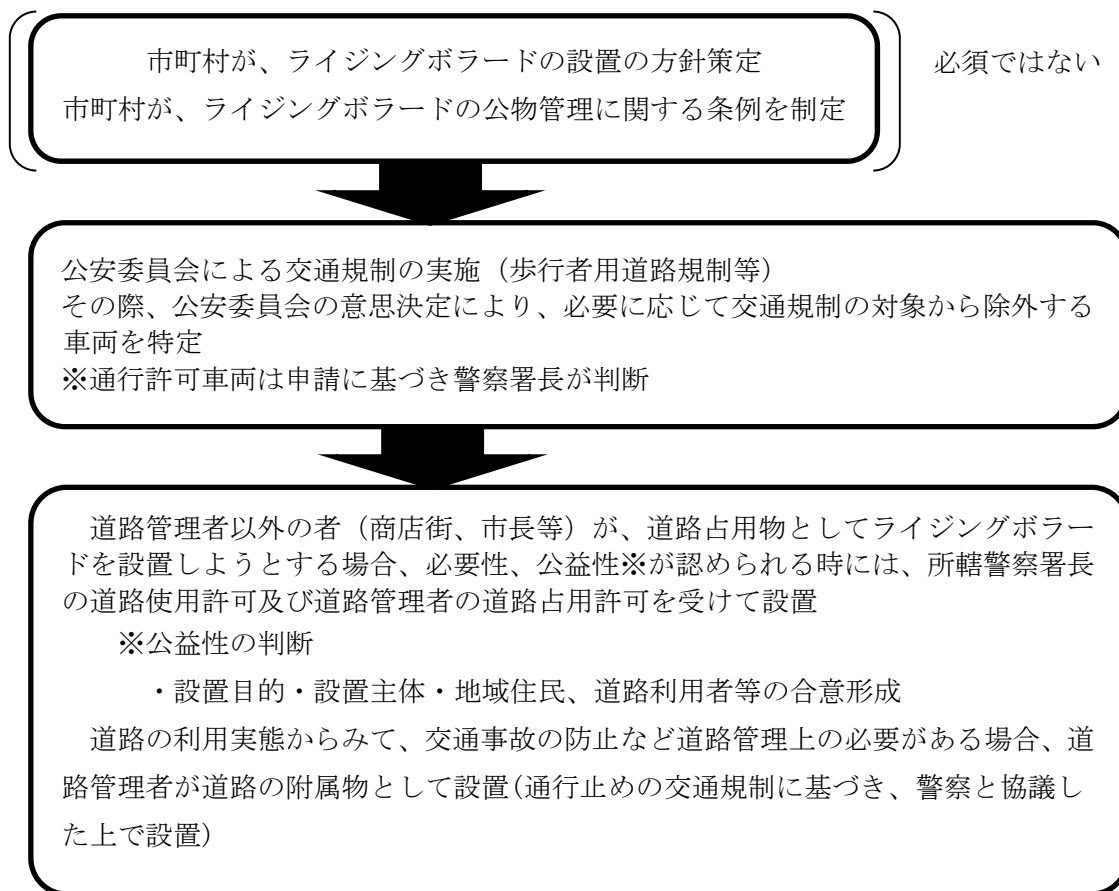 市町村が、ライジングボラードの設置の方針策定
市町村が、ライジングボラードの公物管理に関する条例を制定
必須ではない
公安委員会による交通規制の実施（歩行者用道路規制等）
その際、公安委員会の意思決定により、必要に応じて交通規制の対象から除外する
車両を特定
※通行許可車両は申請に基づき警察署長が判断
道路管理者以外の者（商店街、市長等）が、道路占用物としてライジングボラー
ドを設置しようとする場合、必要性、公益性※が認められる時には、所轄警察署長
の道路使用許可及び道路管理者の道路占用許可を受けて設置
※公益性の判断
・設置目的・設置主体・地域住民、道路利用者等の合意形成
道路の利用実態からみて、交通事故の防止など道路管理上の必要がある場合、道
路管理者が道路の附属物として設置(通行止めの交通規制に基づき、警察と協議し
た上で設置)